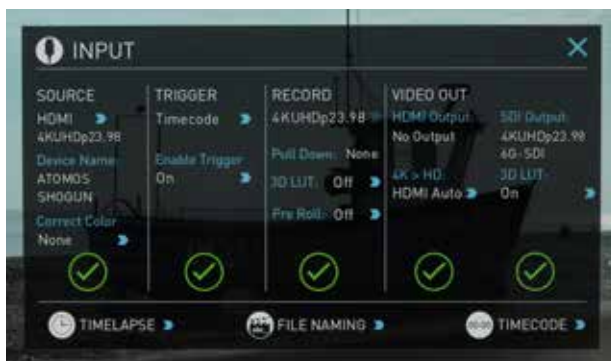 INPUT
SOURCE
HDMI
4KUHDp23.98
Device Name:
ATOMOS
SHOGUN
Correct Color
None
TRIGGER
Timecode
Enable Trigger
On
RECORD
4KUHDp23.98
Pull Down: None
3D LUT: Off
Pre Roll: Off
VIDEO OUT
HDMI Output
No Output
4K > HD:
HDMI Auto
SDI Output:
4KUHDp23.98
6G-SDI
3D LUT:
On
TIMELAPSE
FILE NAMING
00:00 TIMECODE